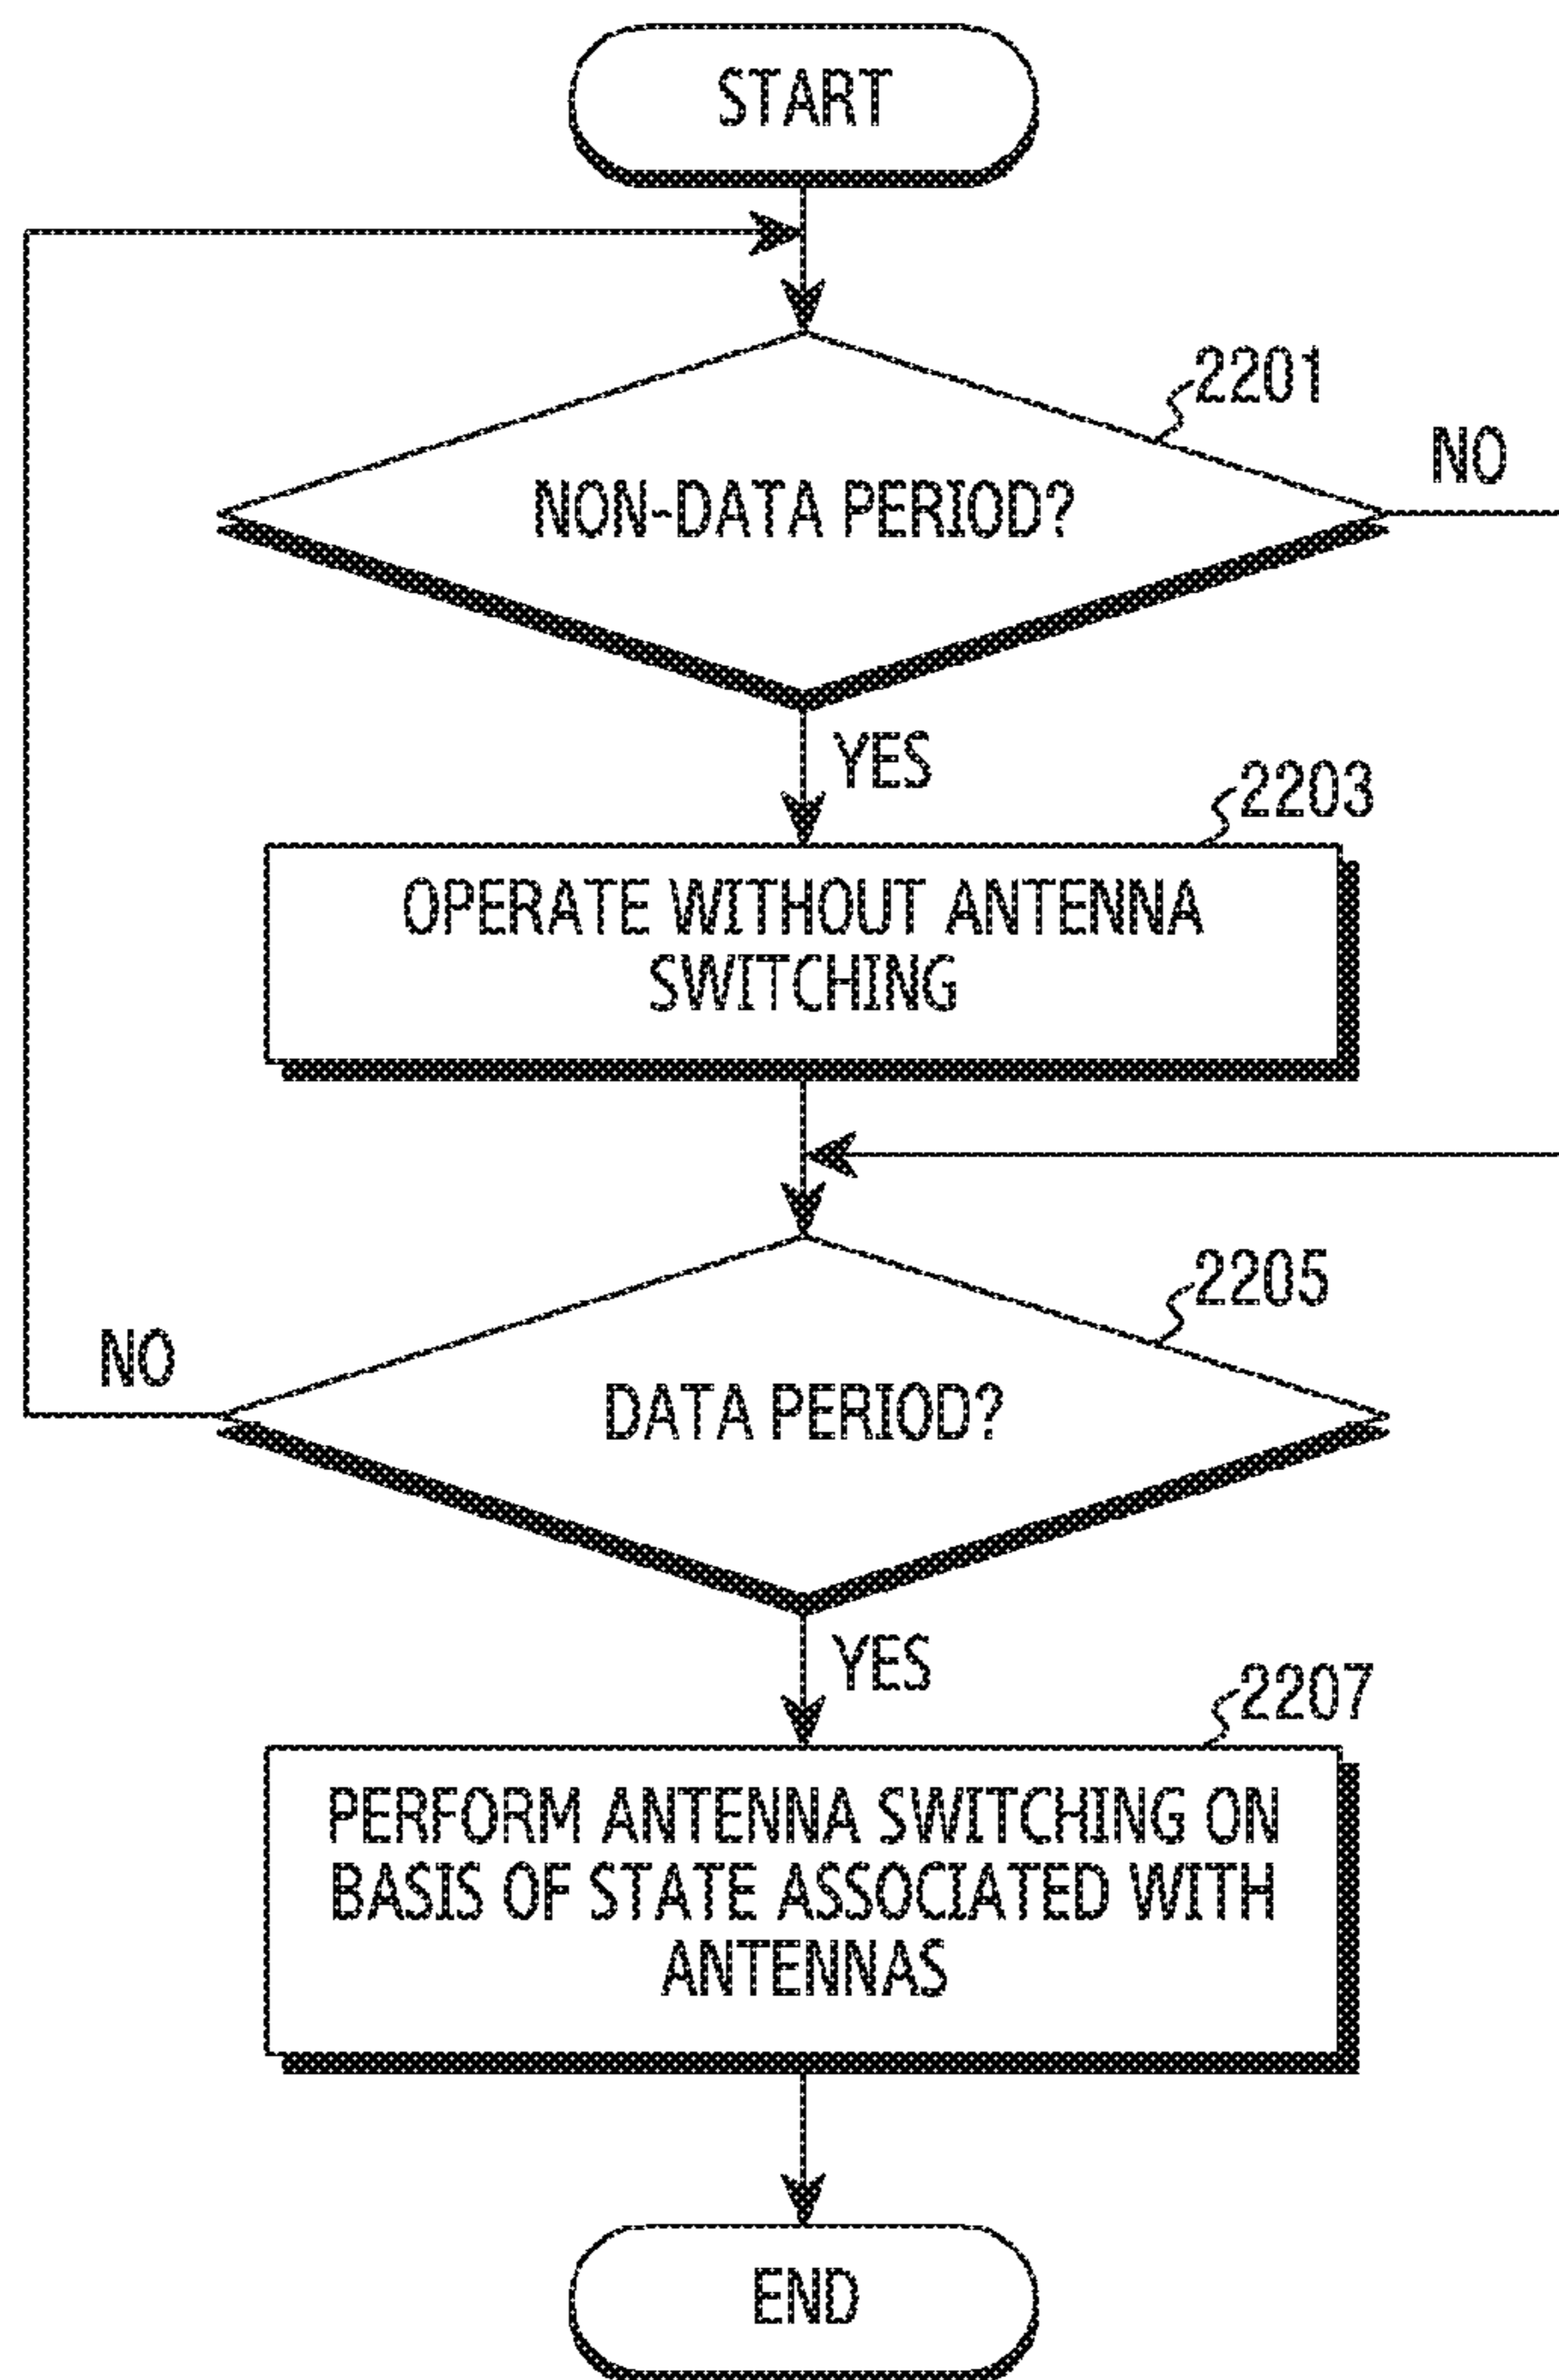 START
2201
NON-DATA PERIOD?
NO
YES
2203
OPERATE WITHOUT ANTENNA
SWITCHING
2205
NO
DATA PERIOD?
YES
2207
PERFORM ANTENNA SWITCHING ON
BASIS OF STATE ASSOCIATED WITH
ANTENNAS
END